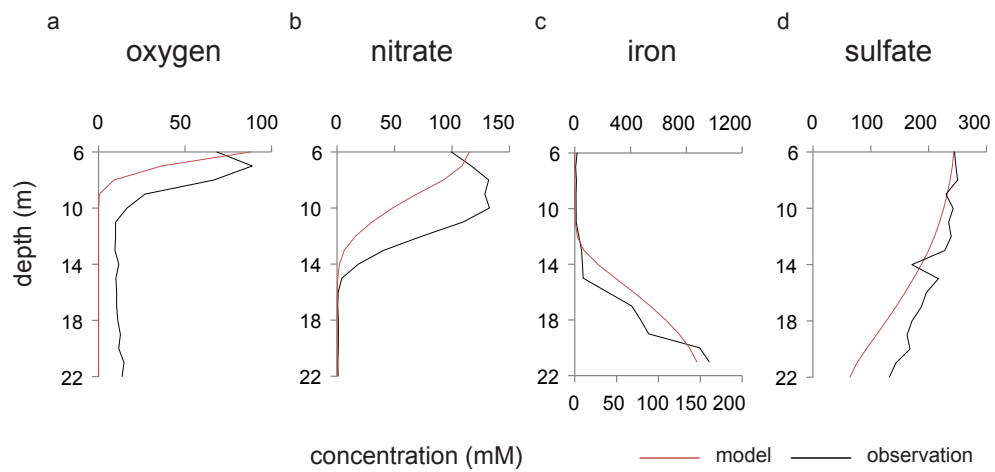 a b c d
oxygen nitrate iron sulfate
0 50 100 0 50 100 150 0 400 800 1200 0 100 200 300
6 6 6 6
10 10 10 10
14 14 14 14
18 18 18 18
22 22 22 22
depth (m)
0 50 100 150 200
concentration (mM) model observation